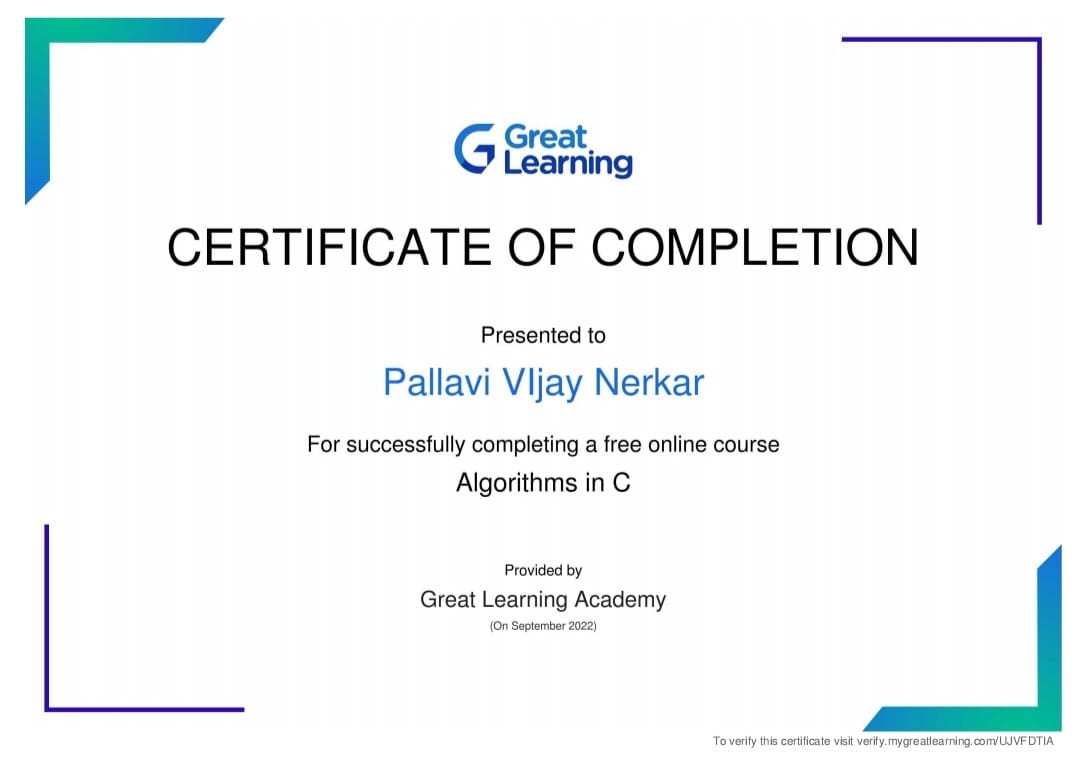 Great
Learning
CERTIFICATE OF COMPLETION
Presented to
Pallavi VIjay Nerkar
For successfully completing a free online course
Algorithms in C
Provided by
Great Learning Academy
(On September 2022)
To verify this certificate visit verify.mygreatlearning.com/UJVFDTIA